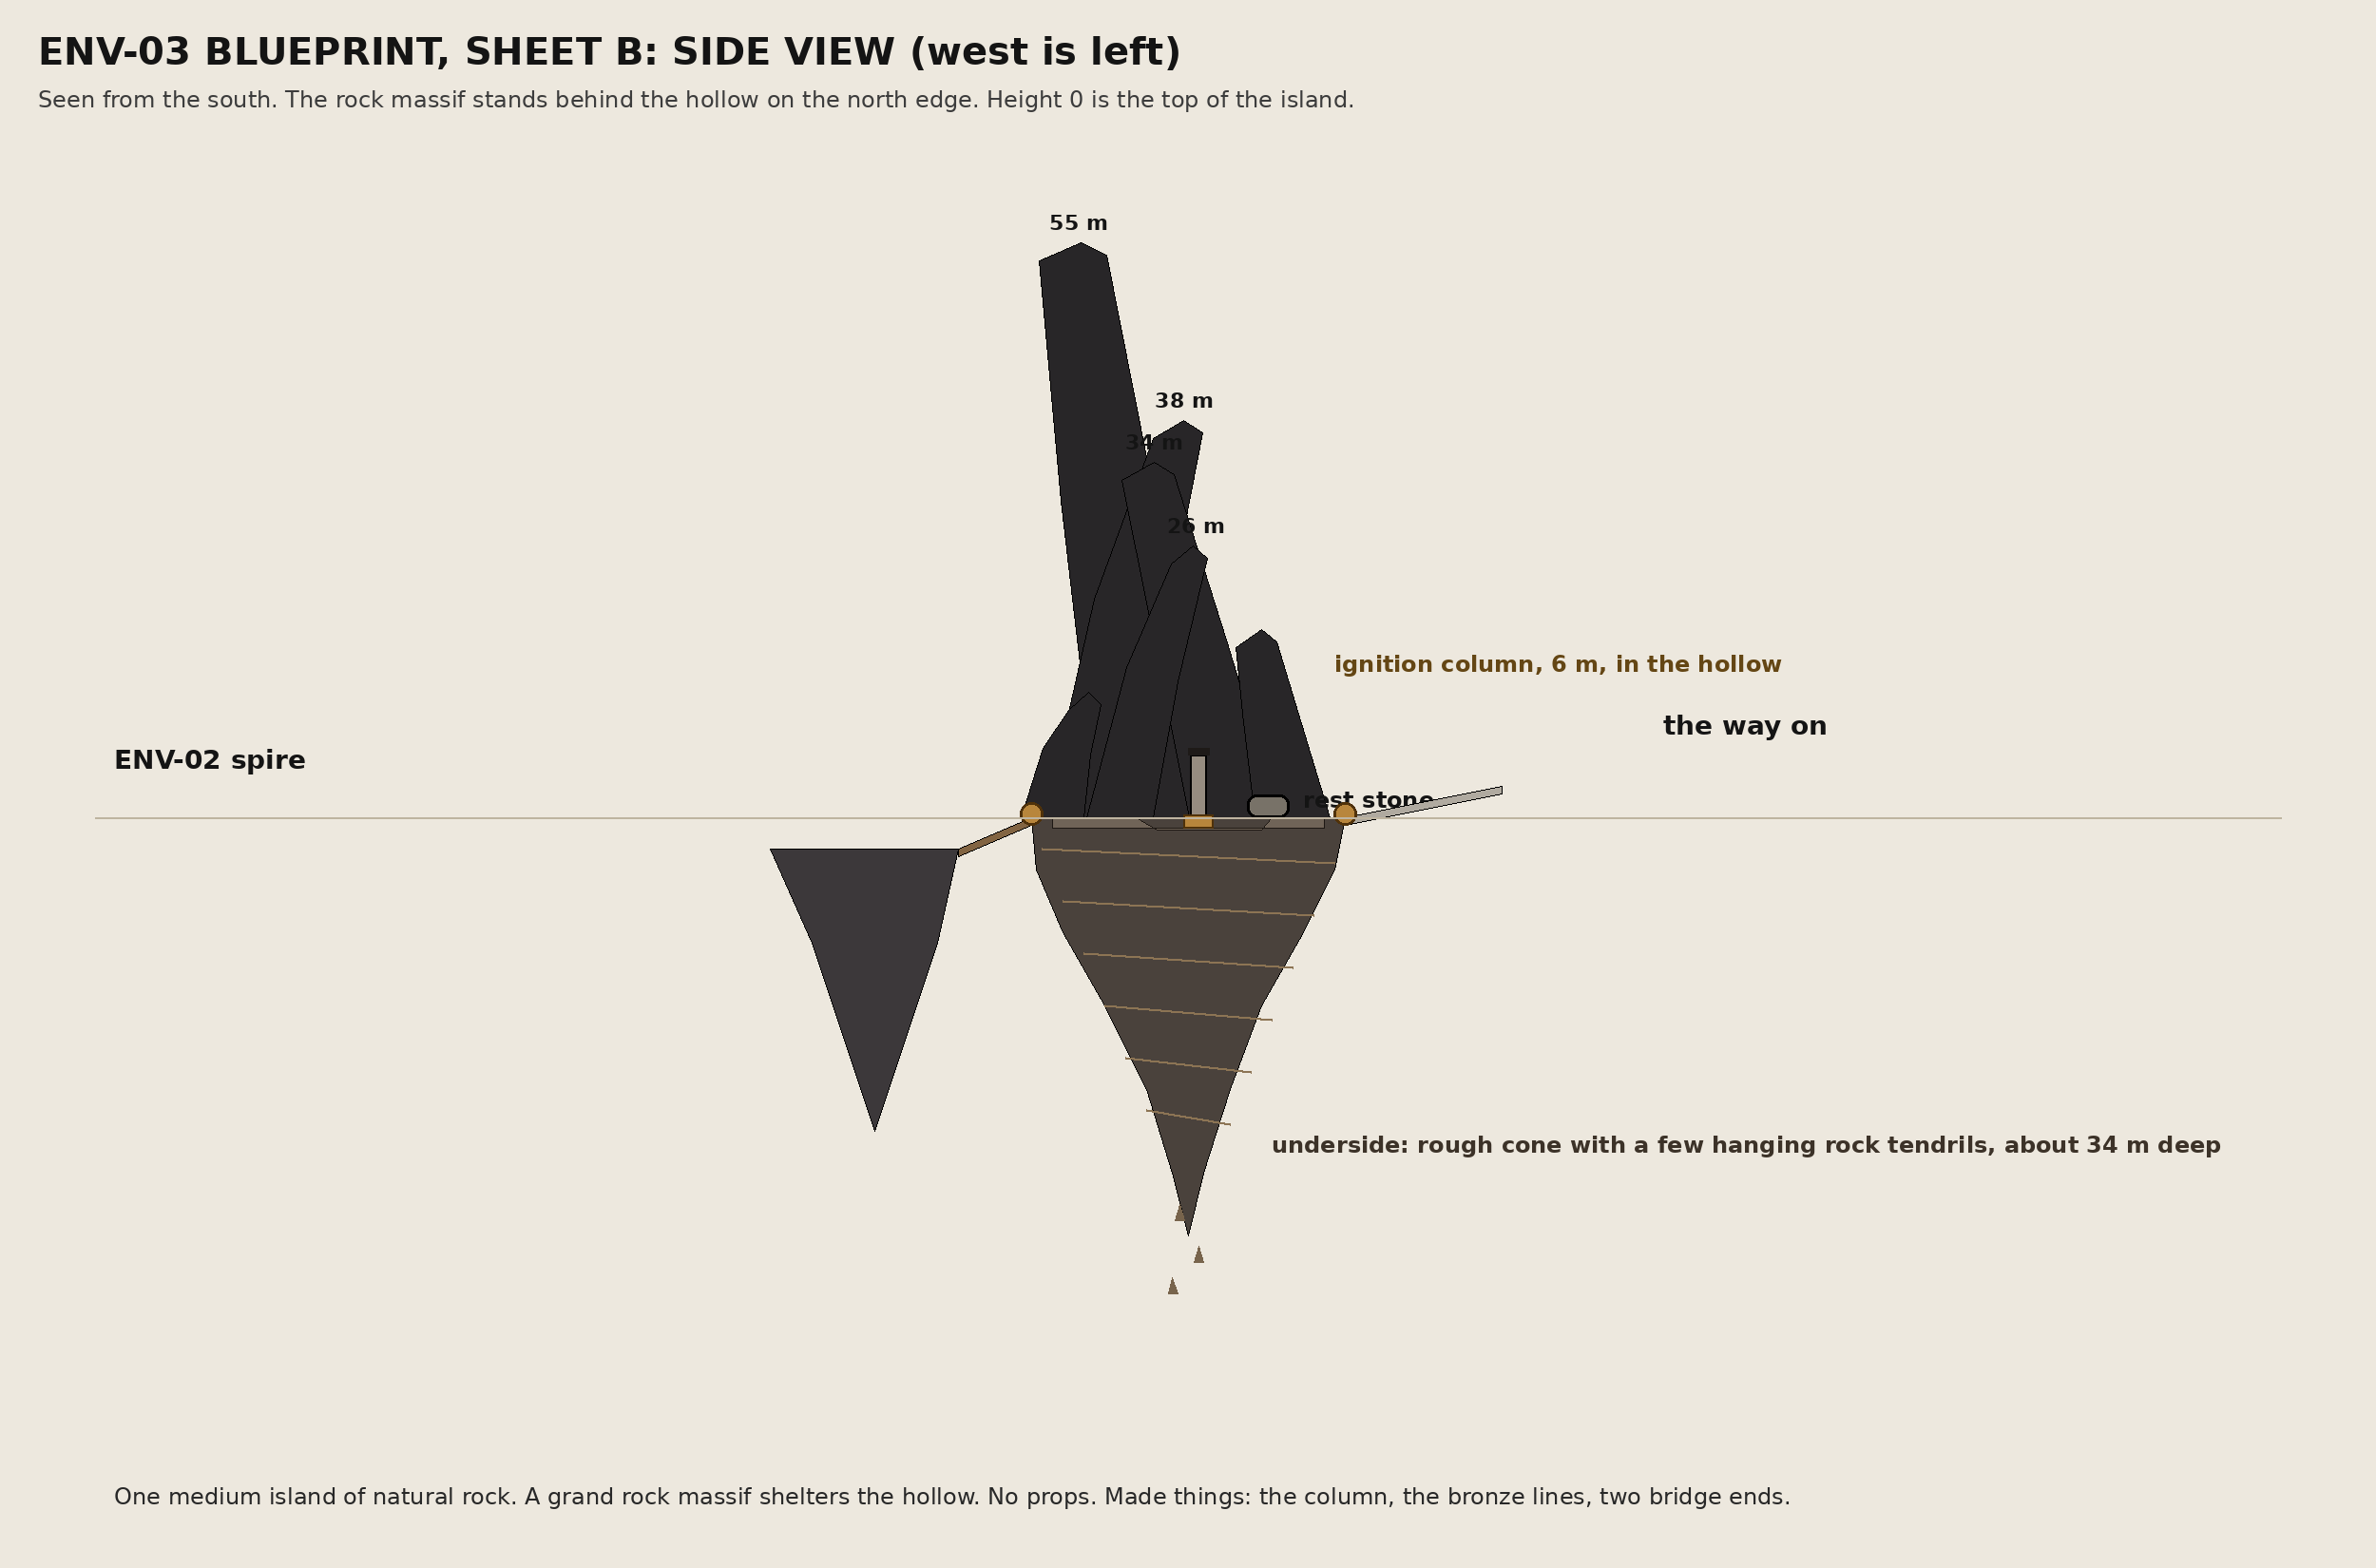 ENV-03 BLUEPRINT, SHEET B: SIDE VIEW (west is left)
Seen from the south. The rock massif stands behind the hollow on the north edge. Height 0 is the top of the island.
55 m
38 m
34 m
26 m
ignition column, 6 m, in the hollow
the way on
ENV-02 spire
rest stone
underside: rough cone with a few hanging rock tendrils, about 34 m deep
One medium island of natural rock. A grand rock massif shelters the hollow. No props. Made things: the column, the bronze lines, two bridge ends.